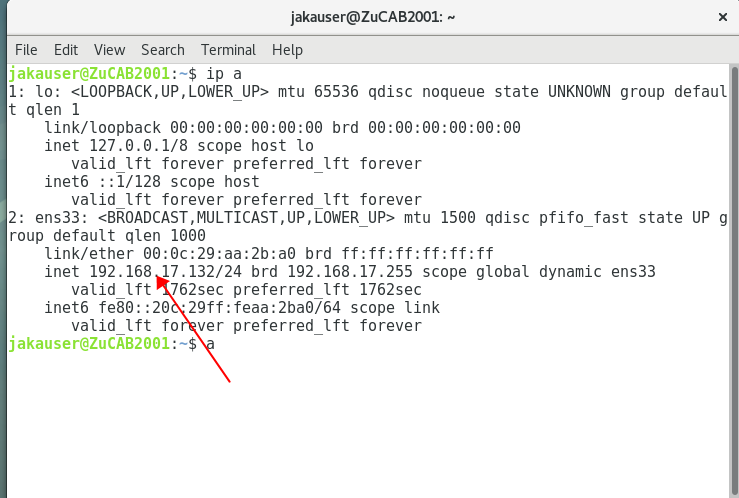 jakauser@ZuCAB2001: ~
File Edit View Search Terminal Help
jakauser@ZuCAB2001:~$ ip a
1: lo: <LOOPBACK,UP,LOWER_UP> mtu 65536 qdisc noqueue state UNKNOWN group defaul
t qlen 1
    link/loopback 00:00:00:00:00:00 brd 00:00:00:00:00:00
    inet 127.0.0.1/8 scope host lo
       valid_lft forever preferred_lft forever
    inet6 ::1/128 scope host
       valid_lft forever preferred_lft forever
2: ens33: <BROADCAST,MULTICAST,UP,LOWER_UP> mtu 1500 qdisc pfifo_fast state UP g
roup default qlen 1000
    link/ether 00:0c:29:aa:2b:a0 brd ff:ff:ff:ff:ff:ff
    inet 192.168.17.132/24 brd 192.168.17.255 scope global dynamic ens33
       valid_lft 1762sec preferred_lft 1762sec
    inet6 fe80::20c:29ff:feaa:2ba0/64 scope link
       valid_lft forever preferred_lft forever
jakauser@ZuCAB2001:~$ a